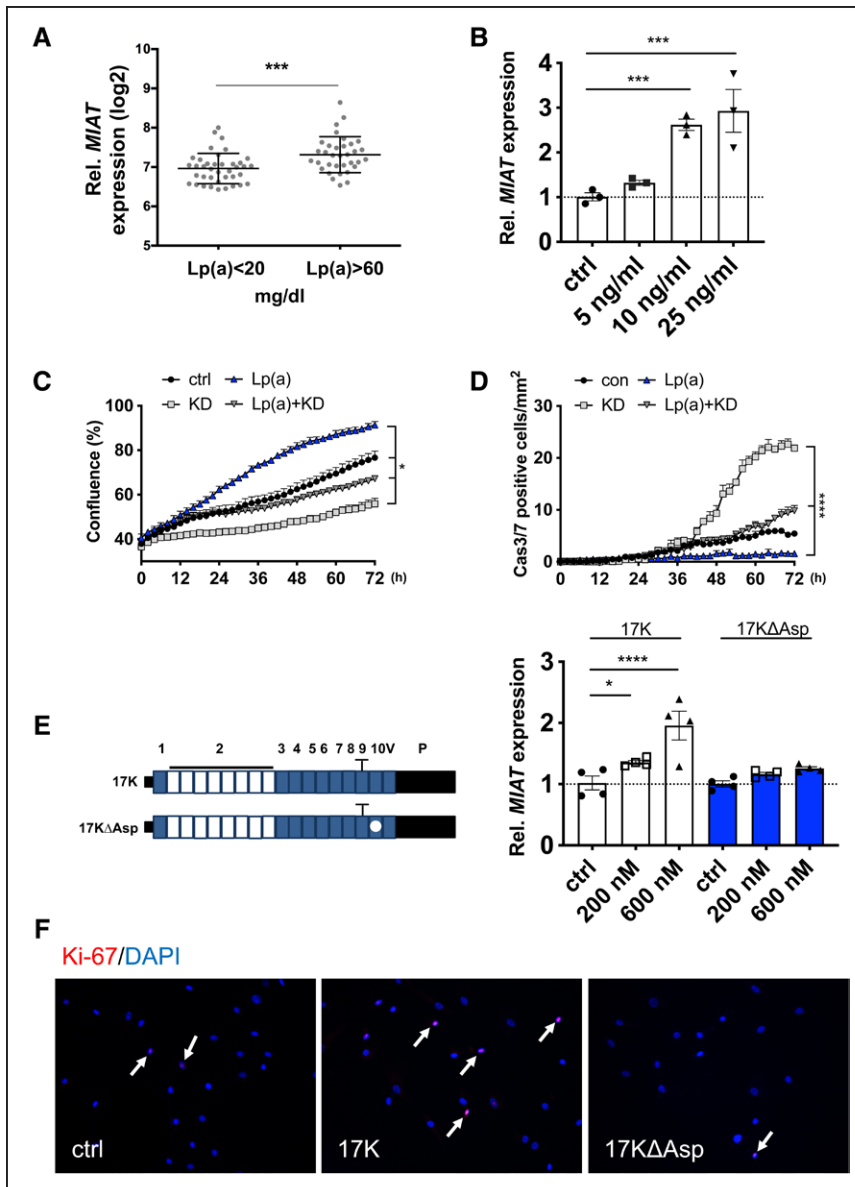 A
***
Rel. MIAT
expression (log2)
10
9
8
7
6
5
Lp(a)<20
Lp(a)>60
mg/dl
B
***
***
Rel. MIAT expression
4
3
2
1
0
ctrl
5 ng/ml
10 ng/ml
25 ng/ml
C
ctrl
Lp(a)
KD
Lp(a)+KD
Confluence (%)
100
80
60
40
*
0 12 24 36 48 60 72 (h)
D
con
Lp(a)
KD
Lp(a)+KD
Cas3/7 positive cells/mm²
30
20
10
0
****
0 12 24 36 48 60 72 (h)
E
1 2 3 4 5 6 7 8 9 10V P
17K
17KΔAsp
17K
17KΔAsp
****
*
Rel. MIAT expression
3
2
1
0
ctrl
200 nM
600 nM
ctrl
200 nM
600 nM
F
Ki-67/DAPI
ctrl
17K
17KΔAsp